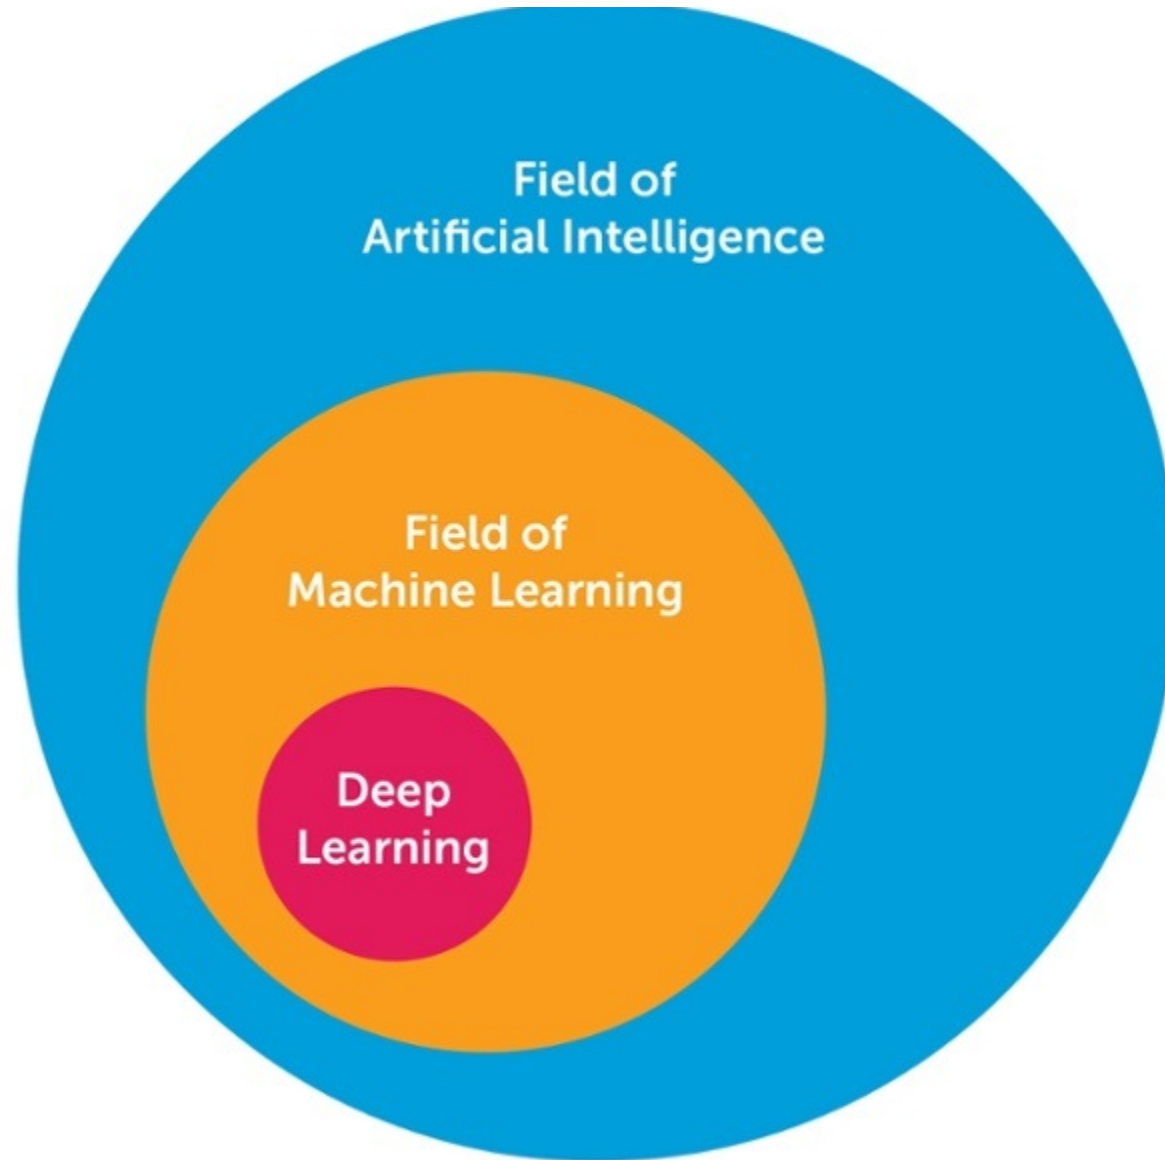 Field of
Artificial Intelligence
Field of
Machine Learning
Deep
Learning